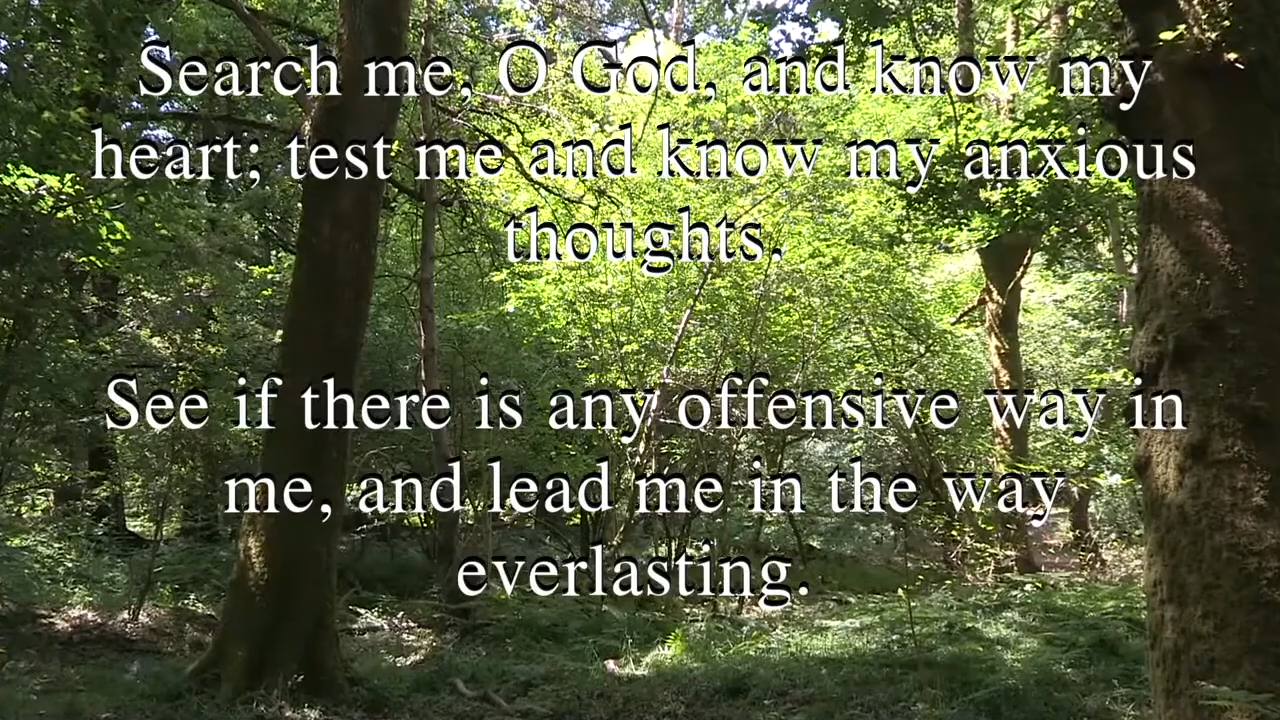 Search me, O God, and know my
heart; test me and know my anxious
thoughts.
See if there is any offensive way in
me, and lead me in the way
everlasting.